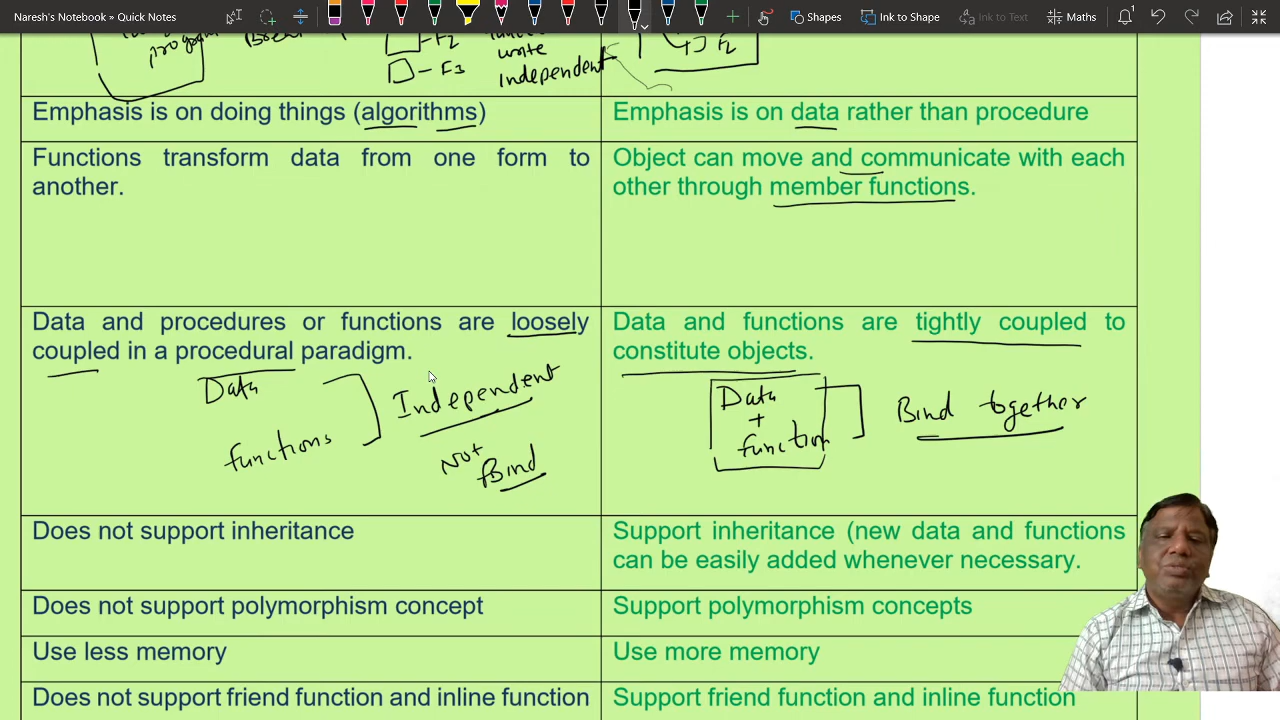 Naresh's Notebook » Quick Notes
Shapes
Ink to Shape
Ink to Text
Maths
program
F2
F3
write
independent
F2
Emphasis is on doing things (algorithms)
Emphasis is on data rather than procedure
Functions transform data from one form to
another.
Object can move and communicate with each
other through member functions.
Data and procedures or functions are loosely
coupled in a procedural paradigm.
Data
functions
Independent
Not
Bind
Data and functions are tightly coupled to
constitute objects.
Data
+
function
Bind together
Does not support inheritance
Support inheritance (new data and functions
can be easily added whenever necessary.
Does not support polymorphism concept
Support polymorphism concepts
Use less memory
Use more memory
Does not support friend function and inline function
Support friend function and inline function